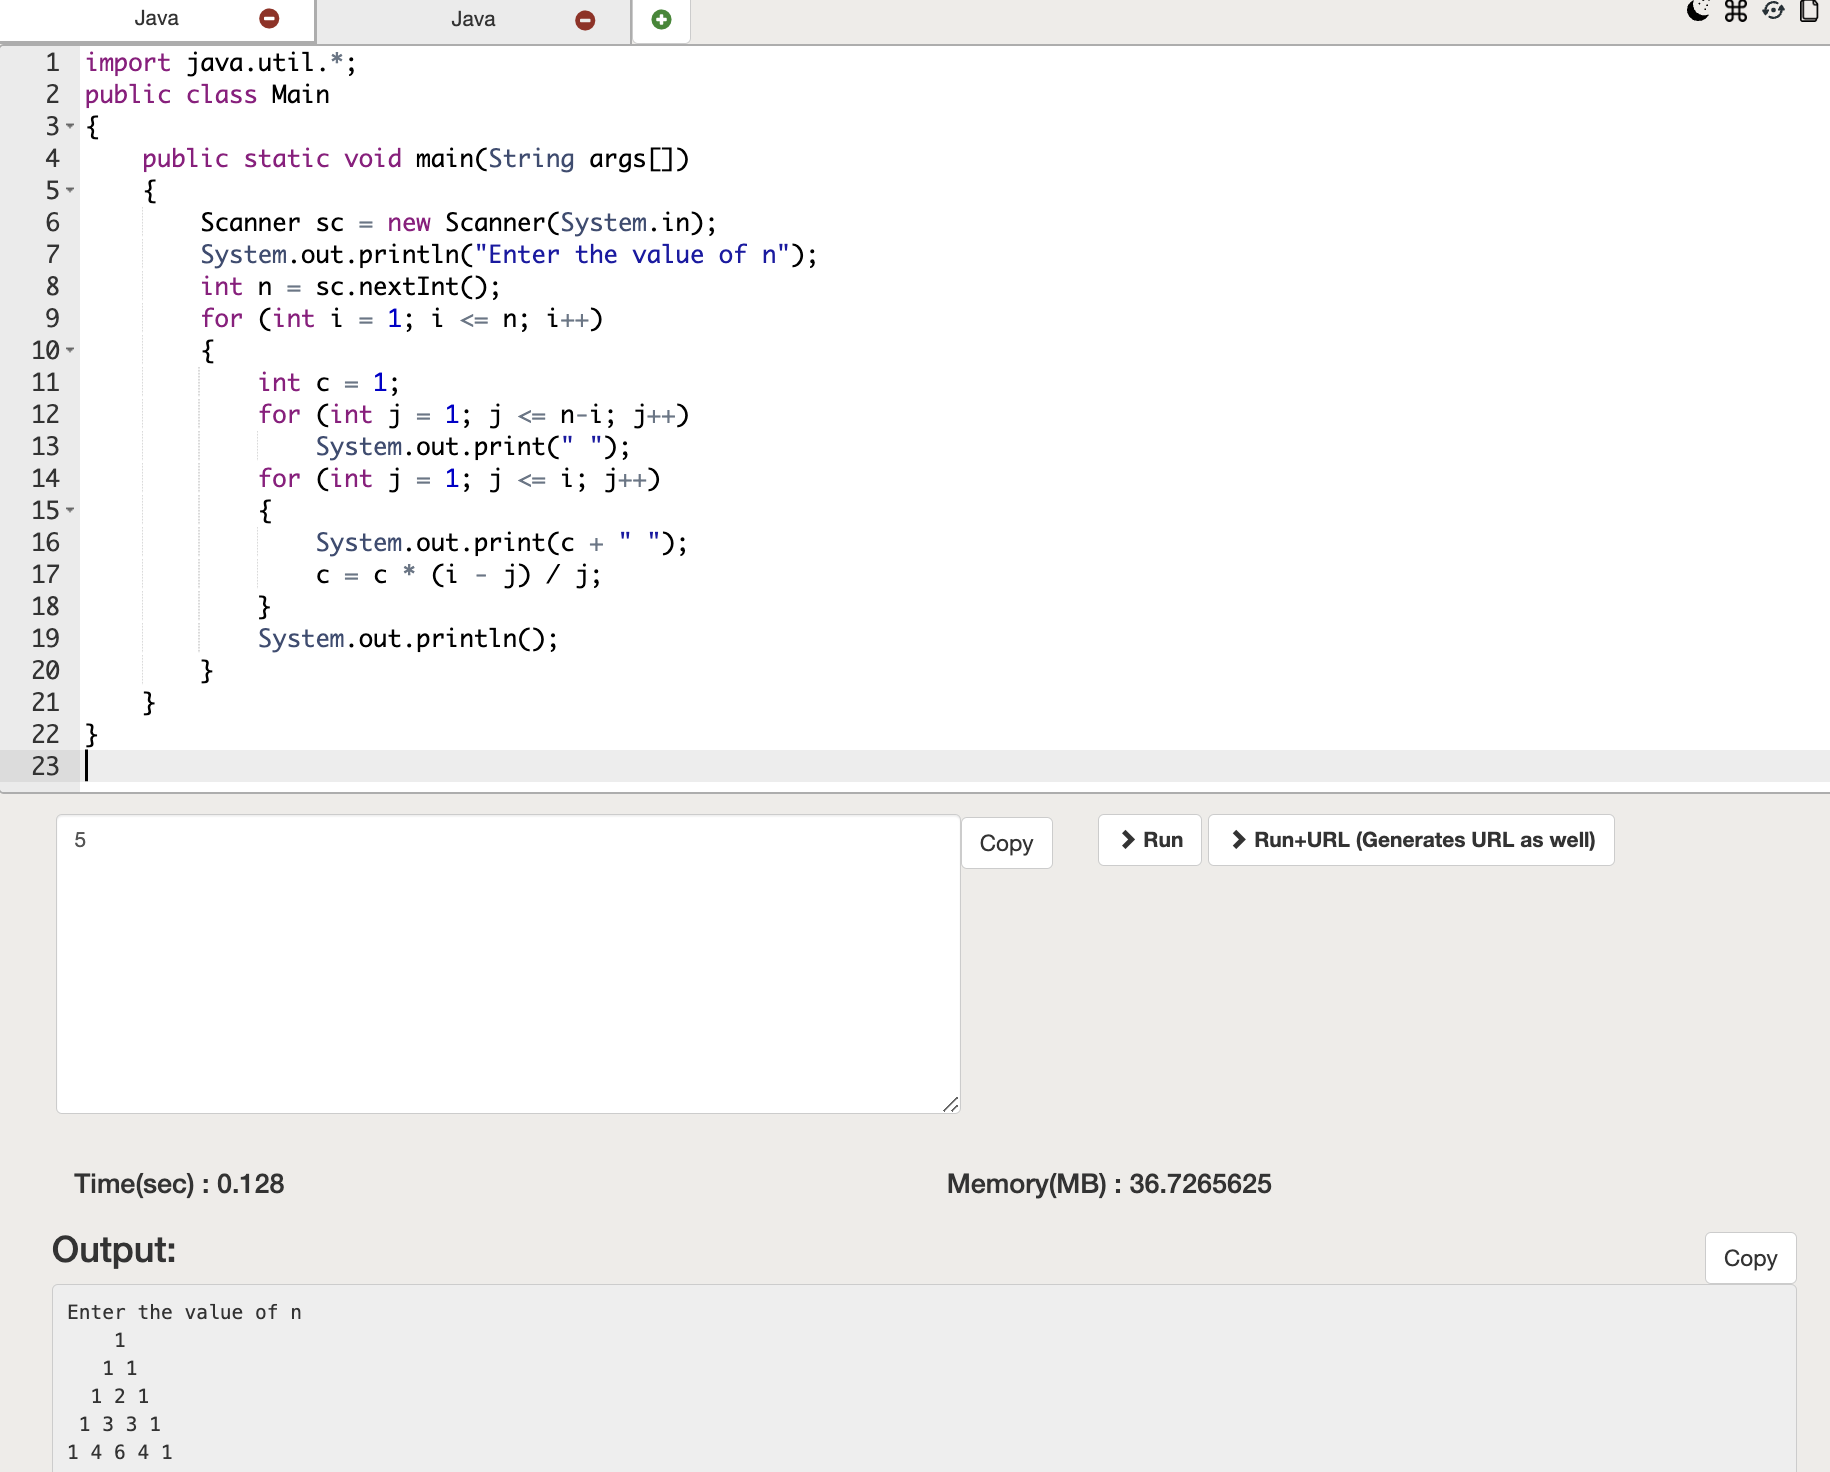 Java Java
1 import java.util.*;
2 public class Main
3 {
4     public static void main(String args[])
5     {
6         Scanner sc = new Scanner(System.in);
7         System.out.println("Enter the value of n");
8         int n = sc.nextInt();
9         for (int i = 1; i <= n; i++)
10         {
11             int c = 1;
12             for (int j = 1; j <= n-i; j++)
13                 System.out.print(" ");
14             for (int j = 1; j <= i; j++)
15             {
16                 System.out.print(c + " ");
17                 c = c * (i - j) / j;
18             }
19             System.out.println();
20         }
21     }
22 }
23
5
Copy
Run
Run+URL (Generates URL as well)
Time(sec) : 0.128
Memory(MB) : 36.7265625
Output:
Copy
Enter the value of n
    1
   1 1
  1 2 1
 1 3 3 1
1 4 6 4 1